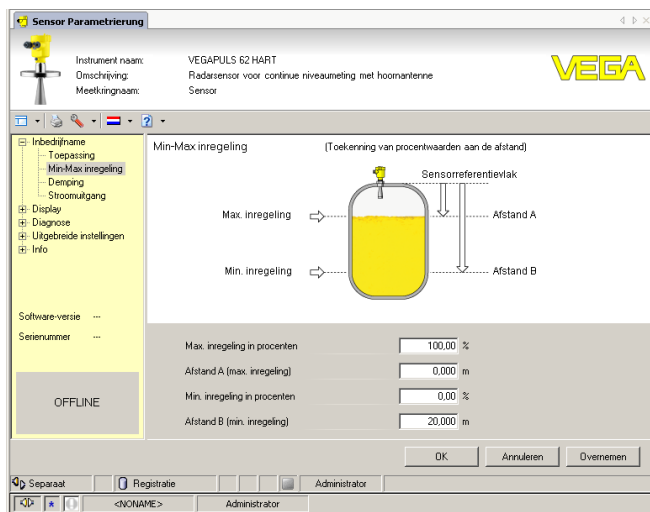 Sensor Parametrierung
Instrument naam: VEGAPULS 62 HART
Omschrijving: Radarsensor voor continue niveaumeting met hoornantenne
Meetkringnaam: Sensor
VEGA
Inbedrijfname
Toepassing
Min-Max inregeling
Demping
Stroomuitgang
Display
Diagnose
Uitgebreide instellingen
Info
Software-versie ---
Serienummer ---
OFFLINE
Min-Max inregeling (Toekenning van procentwaarden aan de afstand)
Sensorreferentievlak
Max. inregeling
Afstand A
Min. inregeling
Afstand B
Max. inregeling in procenten 100,00 %
Afstand A (max. inregeling) 0,000 m
Min. inregeling in procenten 0,00 %
Afstand B (min. inregeling) 20,000 m
OK Annuleren Overnemen
Separaat Registratie Administrator
<NONAME> Administrator